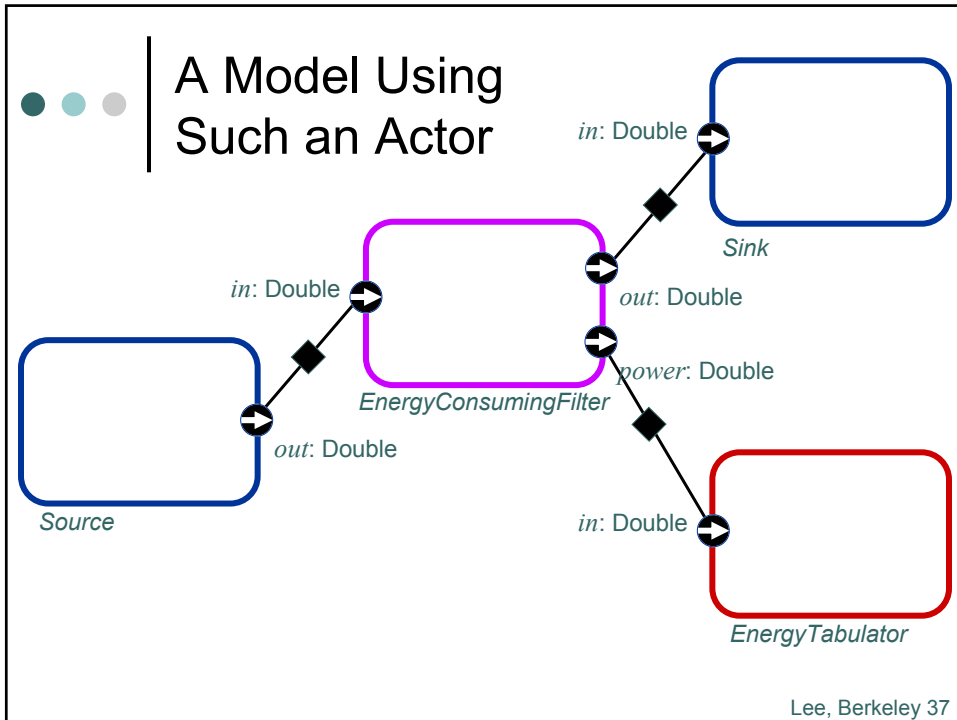 A Model Using
Such an Actor
in: Double
Sink
in: Double
out: Double
power: Double
EnergyConsumingFilter
out: Double
Source
in: Double
EnergyTabulator
Lee, Berkeley 37